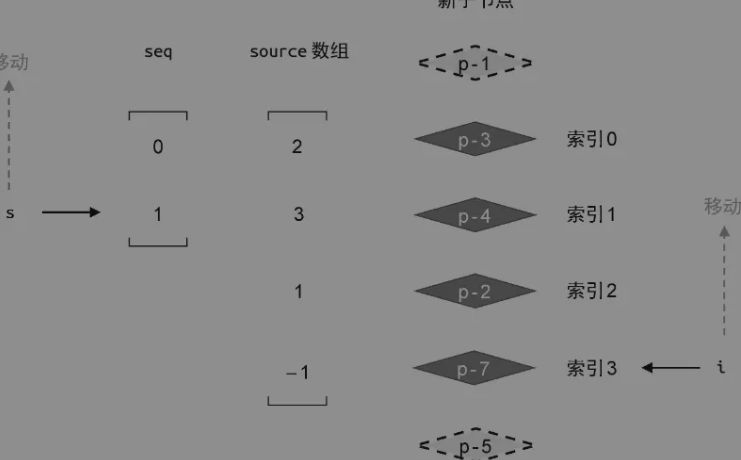 新子节点
seq source 数组
p-1
移动
0 2 p-3 索引0
s 1 3 p-4 索引1
移动
1 p-2 索引2
-1 p-7 索引3 i
p-5